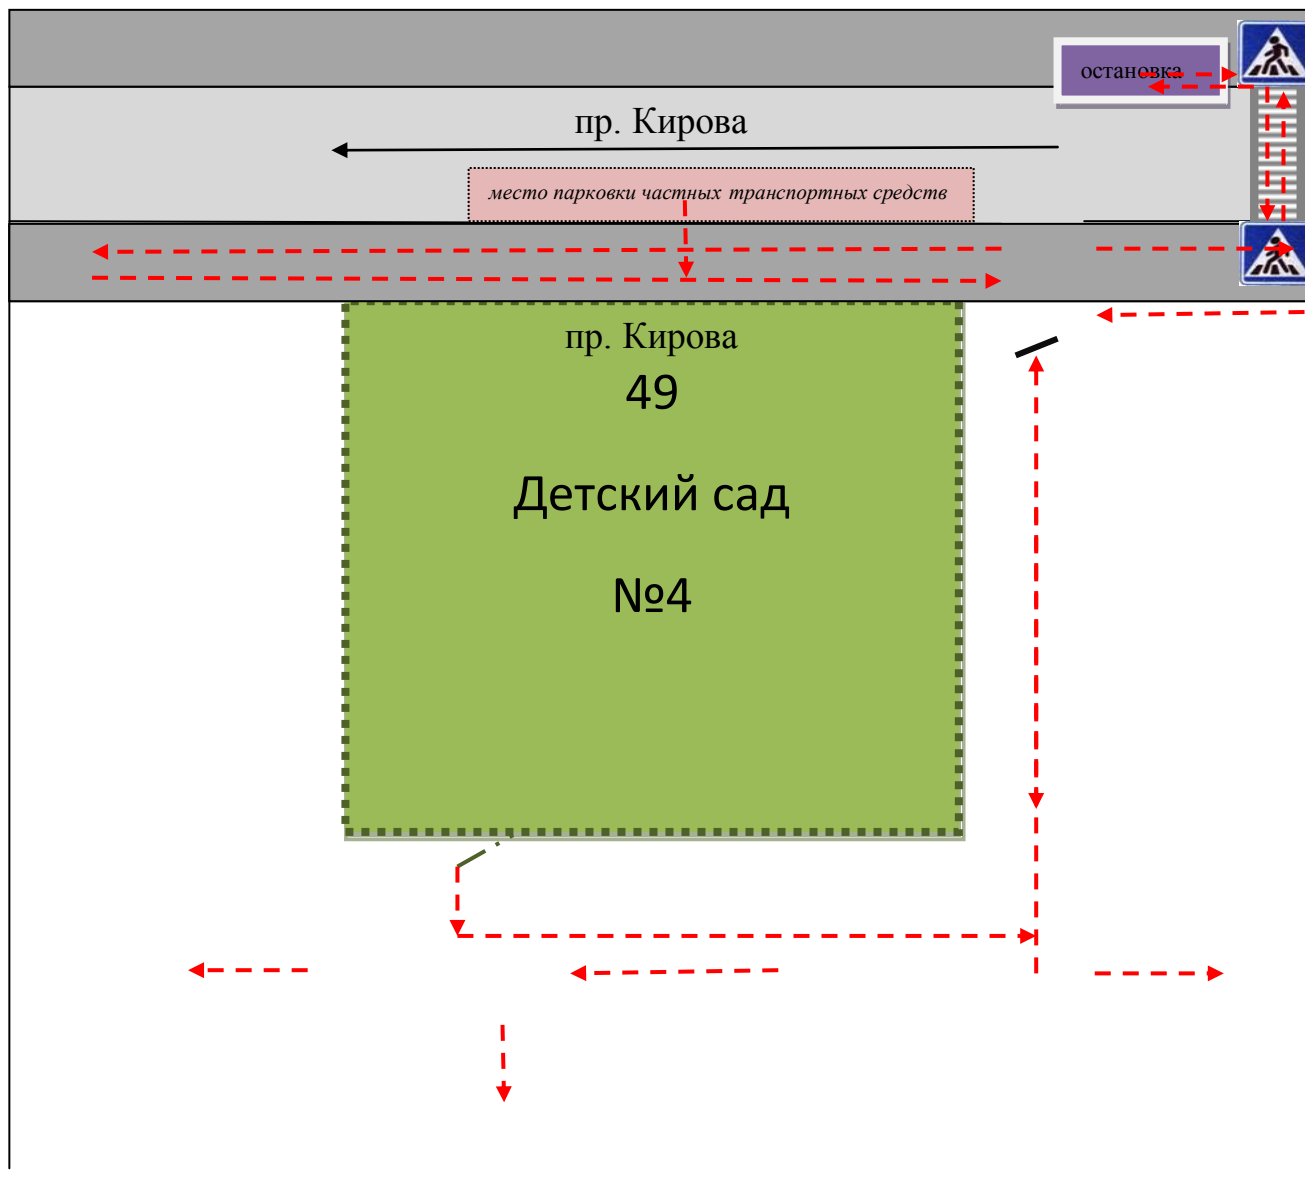 остановка
пр. Кирова
место парковки частных транспортных средств
пр. Кирова
49
Детский сад
№4